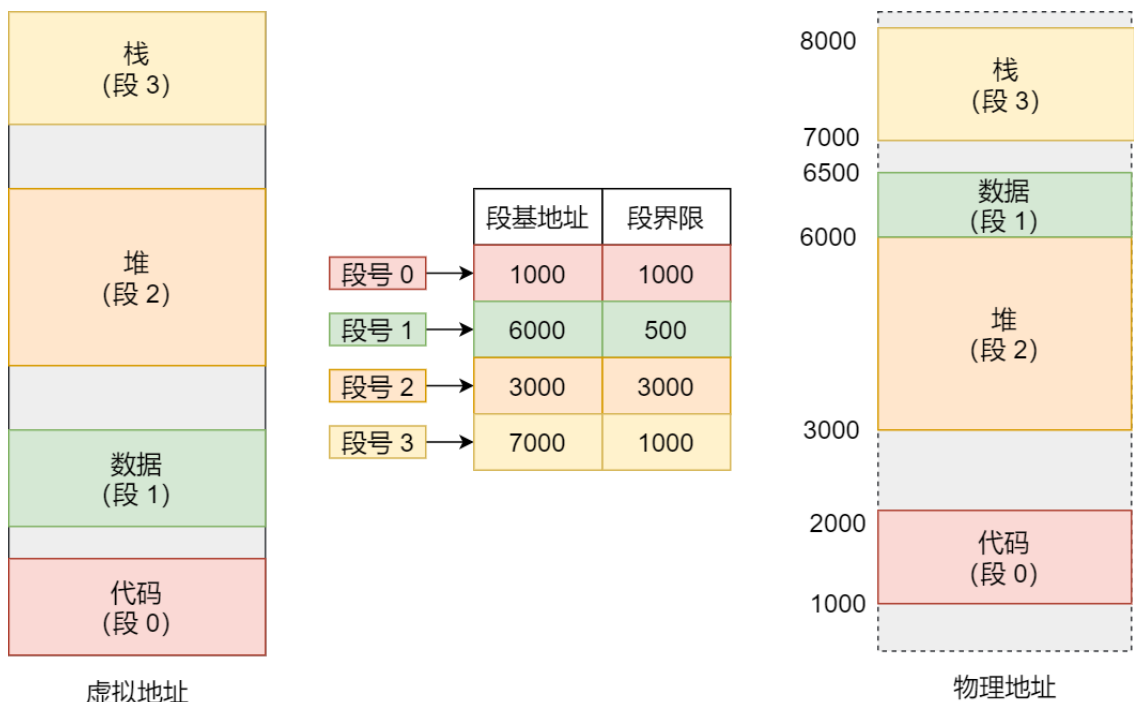 栈
（段 3）
堆
（段 2）
数据
（段 1）
代码
（段 0）
虚拟地址
段基地址 段界限
段号 0 1000 1000
段号 1 6000 500
段号 2 3000 3000
段号 3 7000 1000
8000
栈
（段 3）
7000
6500
数据
（段 1）
6000
堆
（段 2）
3000
2000
代码
（段 0）
1000
物理地址